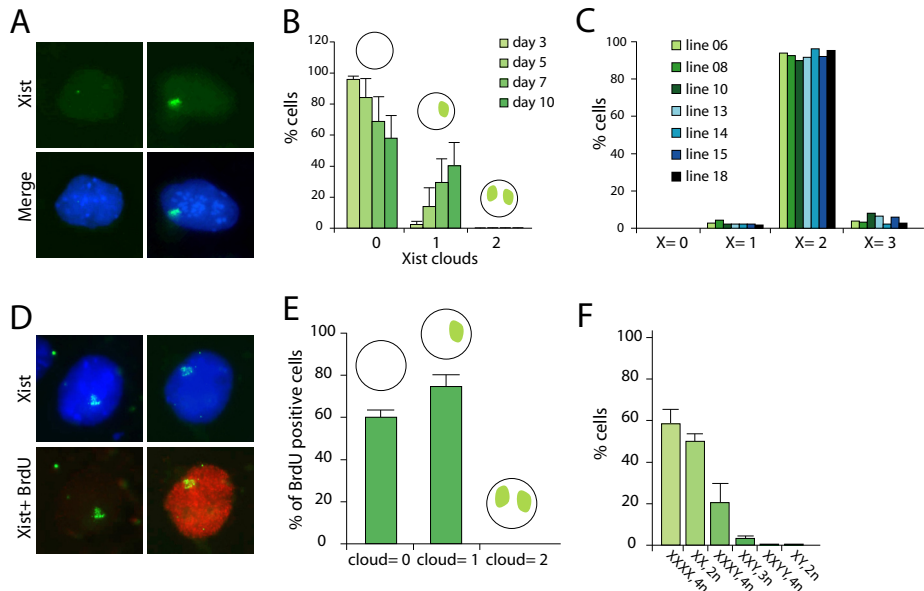 A
Xist
Merge
B
% cells
120
100
80
60
40
20
0
day 3
day 5
day 7
day 10
0 1 2
Xist clouds
C
% cells
100
80
60
40
20
0
line 06
line 08
line 10
line 13
line 14
line 15
line 18
X= 0 X= 1 X= 2 X= 3
D
Xist
Xist+ BrdU
E
% of BrdU positive cells
100
80
60
40
20
0
cloud= 0 cloud= 1 cloud= 2
F
% cells
100
80
60
40
20
0
XXXX, 4n
XX, 2n
XXXY, 4n
XXY, 3n
XXYY, 4n
XY, 2n